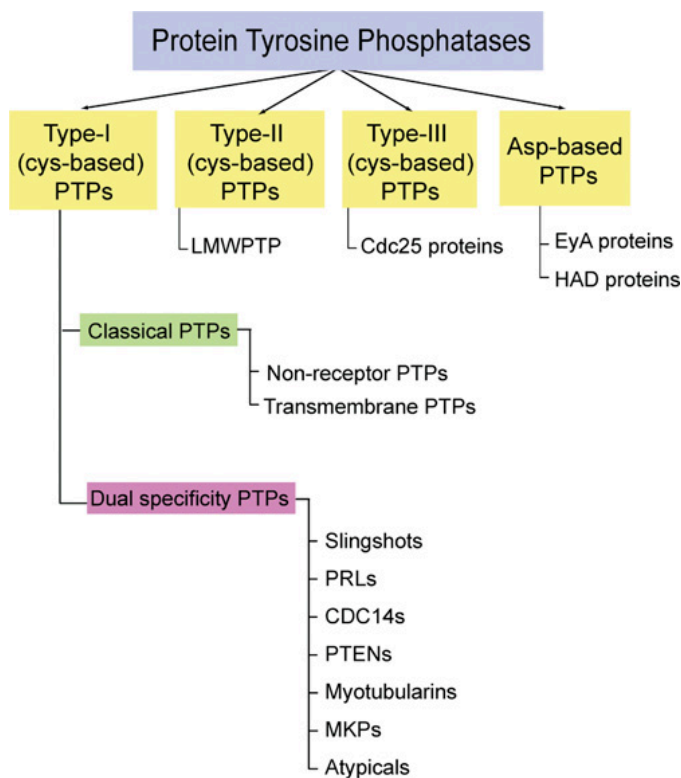 Protein Tyrosine Phosphatases
Type-I
(cys-based)
PTPs
Type-II
(cys-based)
PTPs
Type-III
(cys-based)
PTPs
Asp-based
PTPs
LMWPTP
Cdc25 proteins
EyA proteins
HAD proteins
Classical PTPs
Non-receptor PTPs
Transmembrane PTPs
Dual specificity PTPs
Slingshots
PRLs
CDC14s
PTENs
Myotubularins
MKPs
Atypicals